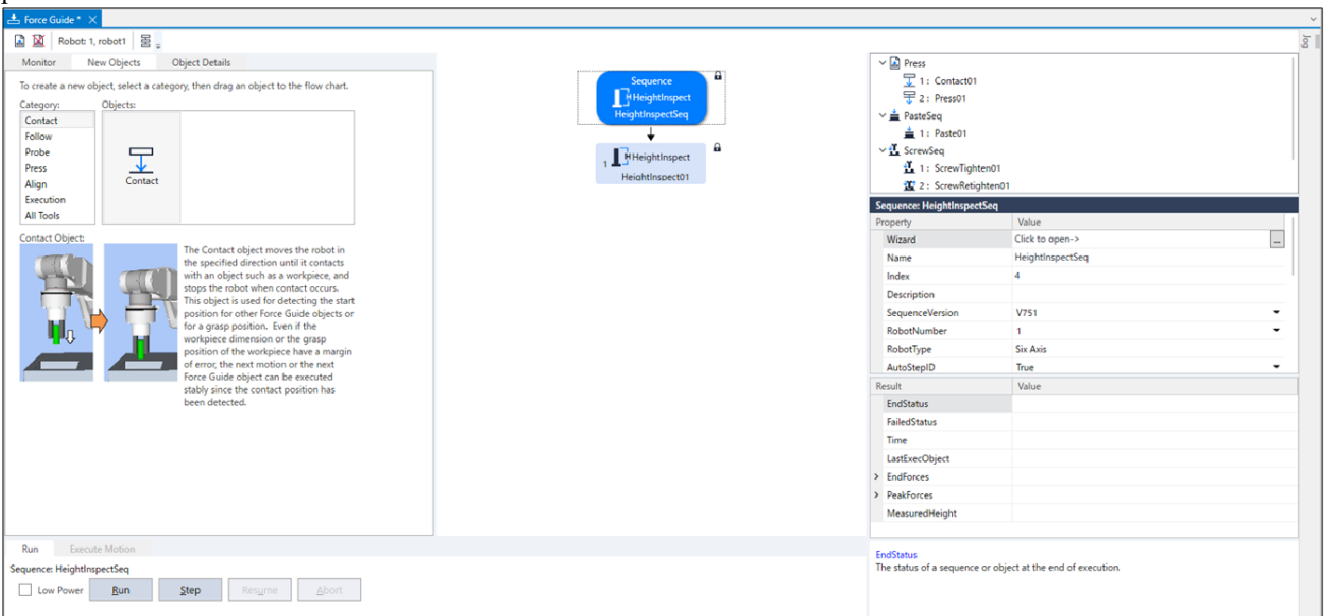 Force Guide *
Robot: 1, robot1
Monitor New Objects Object Details
To create a new object, select a category, then drag an object to the flow chart.
Category: Objects:
Contact
Follow
Probe
Press
Align
Execution
All Tools
Contact
Contact Object:
The Contact object moves the robot in
the specified direction until it contacts
with an object such as a workpiece, and
stops the robot when contact occurs.
This object is used for detecting the start
position for other Force Guide objects or
for a grasp position. Even if the
workpiece dimension or the grasp
position of the workpiece have a margin
of error, the next motion or the next
Force Guide object can be executed
stably since the contact position has
been detected.
Sequence
HeightInspect
HeightInspectSeq
1 HeightInspect
HeightInspect01
Press
1: Contact01
2: Press01
PasteSeq
1: Paste01
ScrewSeq
1: ScrewTighten01
2: ScrewRetighten01
Sequence: HeightInspectSeq
Property Value
Wizard Click to open-> ...
Name HeightInspectSeq
Index 4
Description
SequenceVersion V751
RobotNumber 1
RobotType Six Axis
AutoStepID True
Result Value
EndStatus
FailedStatus
Time
LastExecObject
EndForces
PeakForces
MeasuredHeight
EndStatus
The status of a sequence or object at the end of execution.
Jog
Run Execute Motion
Sequence: HeightInspectSeq
Low Power Run Step Resume Abort